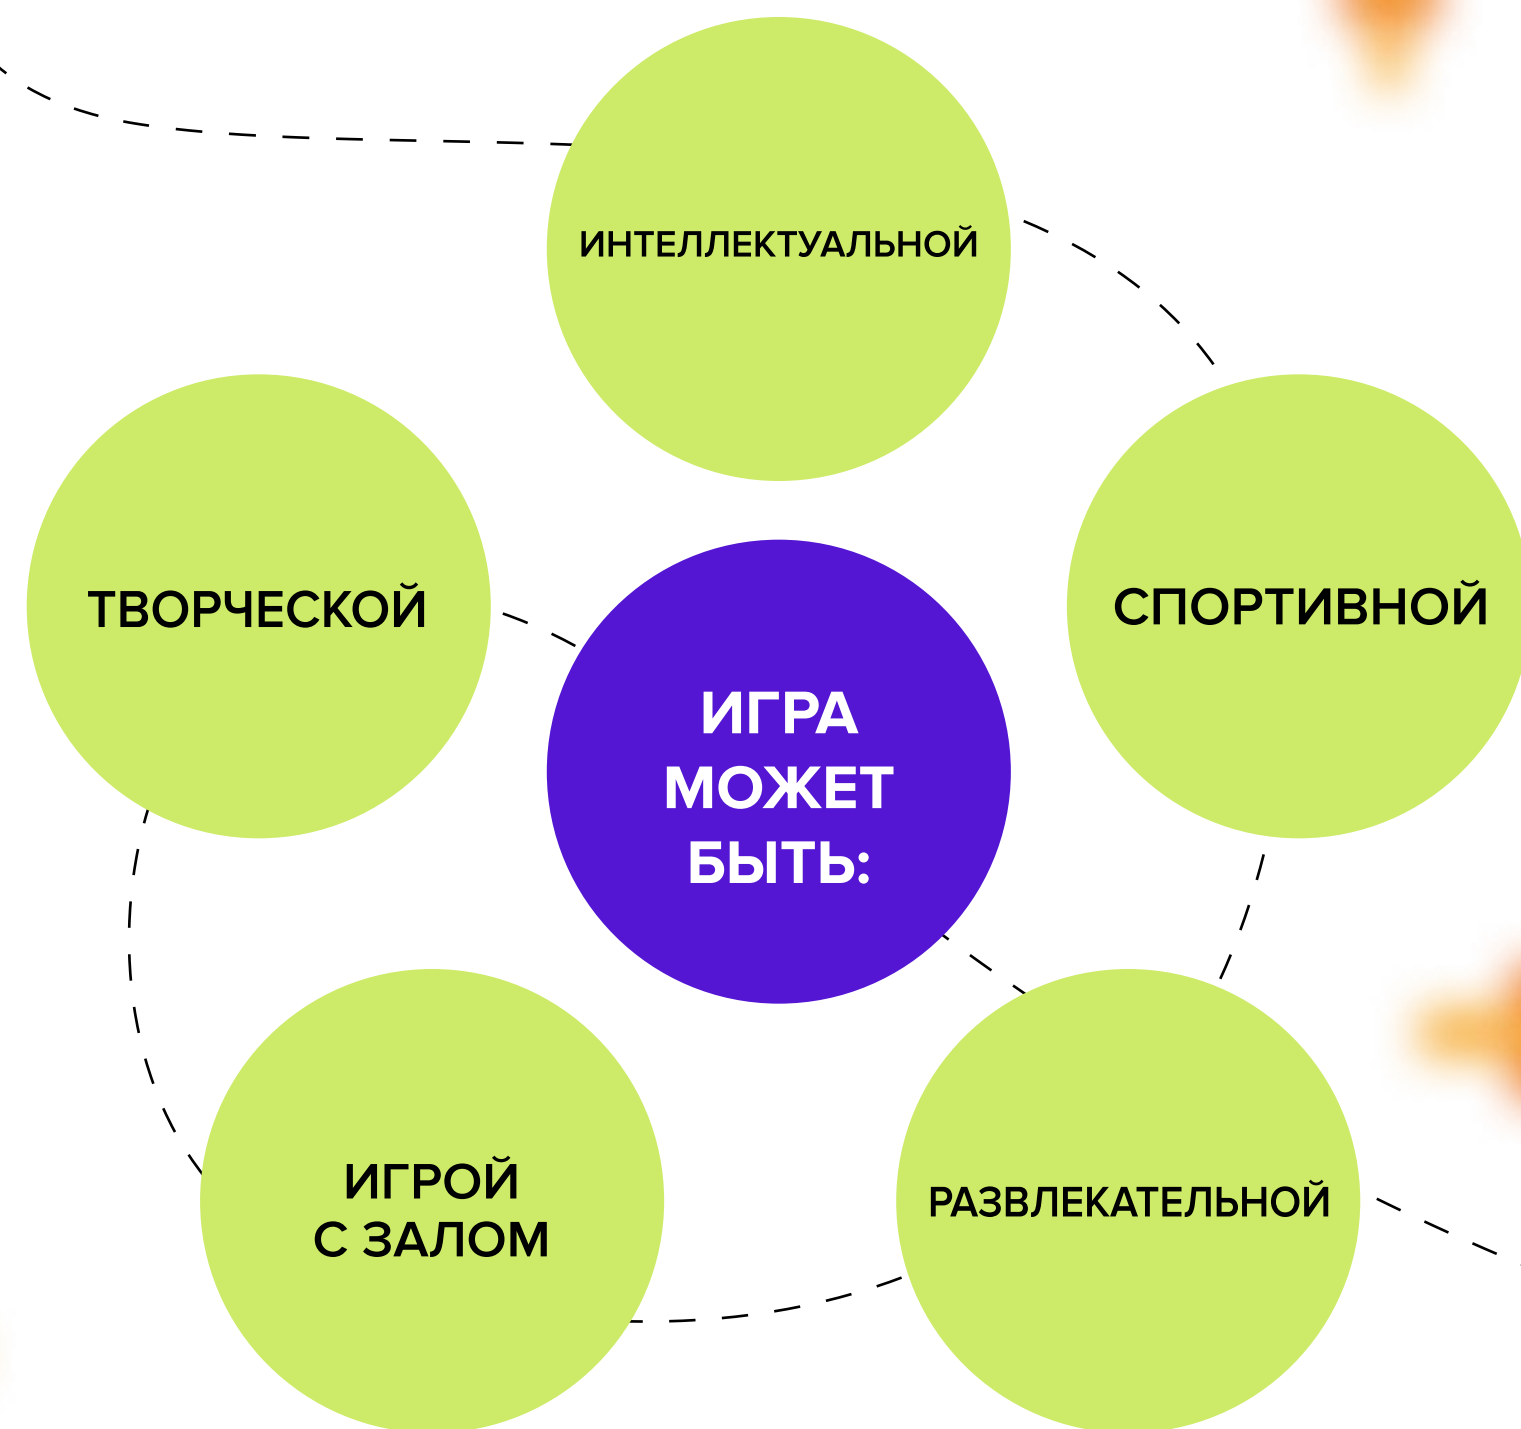 ИНТЕЛЛЕКТУАЛЬНОЙ
ТВОРЧЕСКОЙ
СПОРТИВНОЙ
ИГРА
МОЖЕТ
БЫТЬ:
ИГРОЙ
С ЗАЛОМ
РАЗВЛЕКАТЕЛЬНОЙ